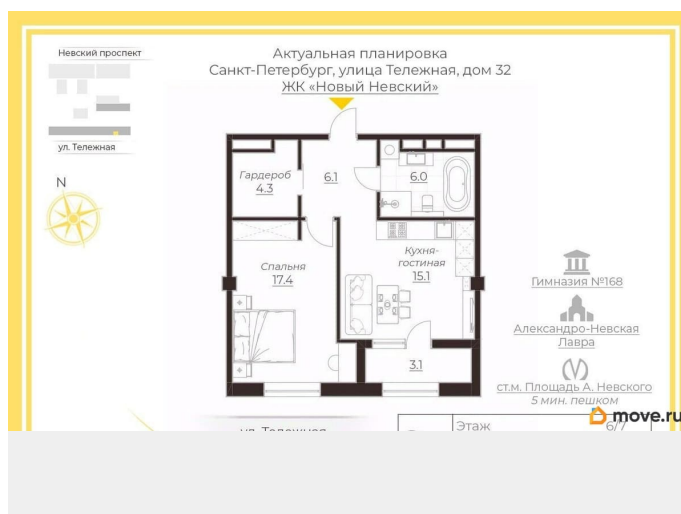 Невский проспект
ул. Тележная
N
Актуальная планировка
Санкт-Петербург, улица Тележная, дом 32
ЖК «Новый Невский»
Гардероб
4.3
6.1
6.0
Спальня
17.4
Кухня-
гостиная
15.1
3.1
Гимназия №168
Александро-Невская
Лавра
ст.м. Площадь А. Невского
5 мин. пешком
move.ru
ул. Тележная
Этаж
6/7